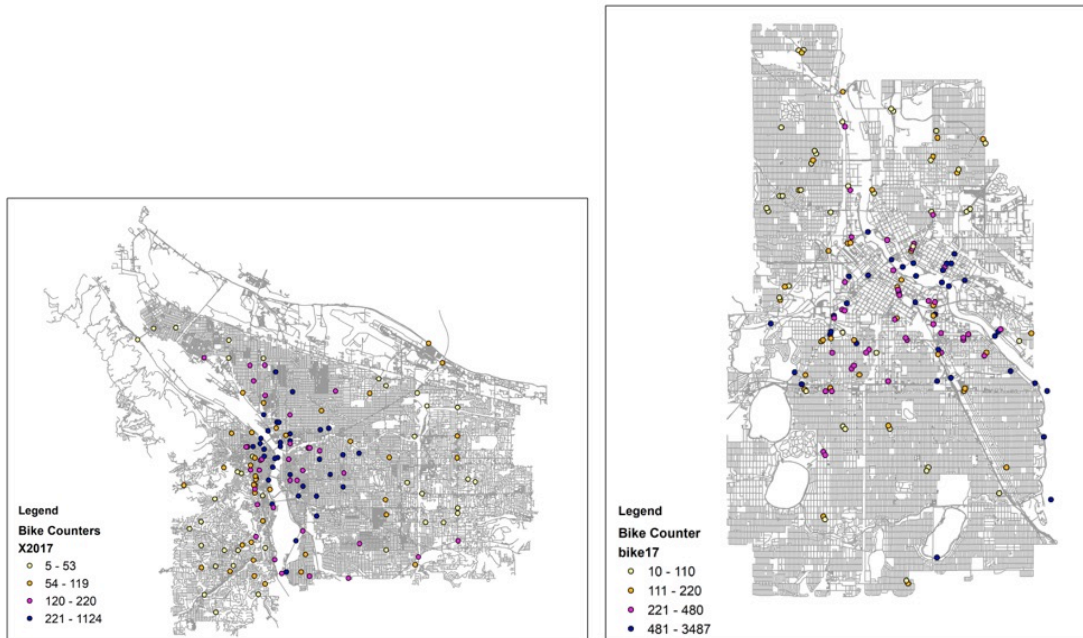 Legend
Bike Counters
X2017
5 - 53
54 - 119
120 - 220
221 - 1124
Legend
Bike Counter
bike17
10 - 110
111 - 220
221 - 480
481 - 3487